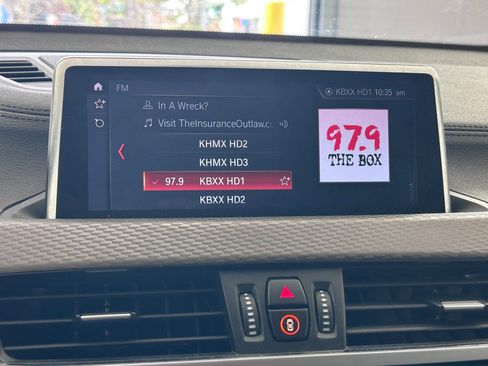 FM
KBXX HD1 10:35 am
In A Wreck?
Visit TheInsuranceOutlaw.c
KHMX HD2
KHMX HD3
97.9 KBXX HD1
KBXX HD2
97.9
THE BOX